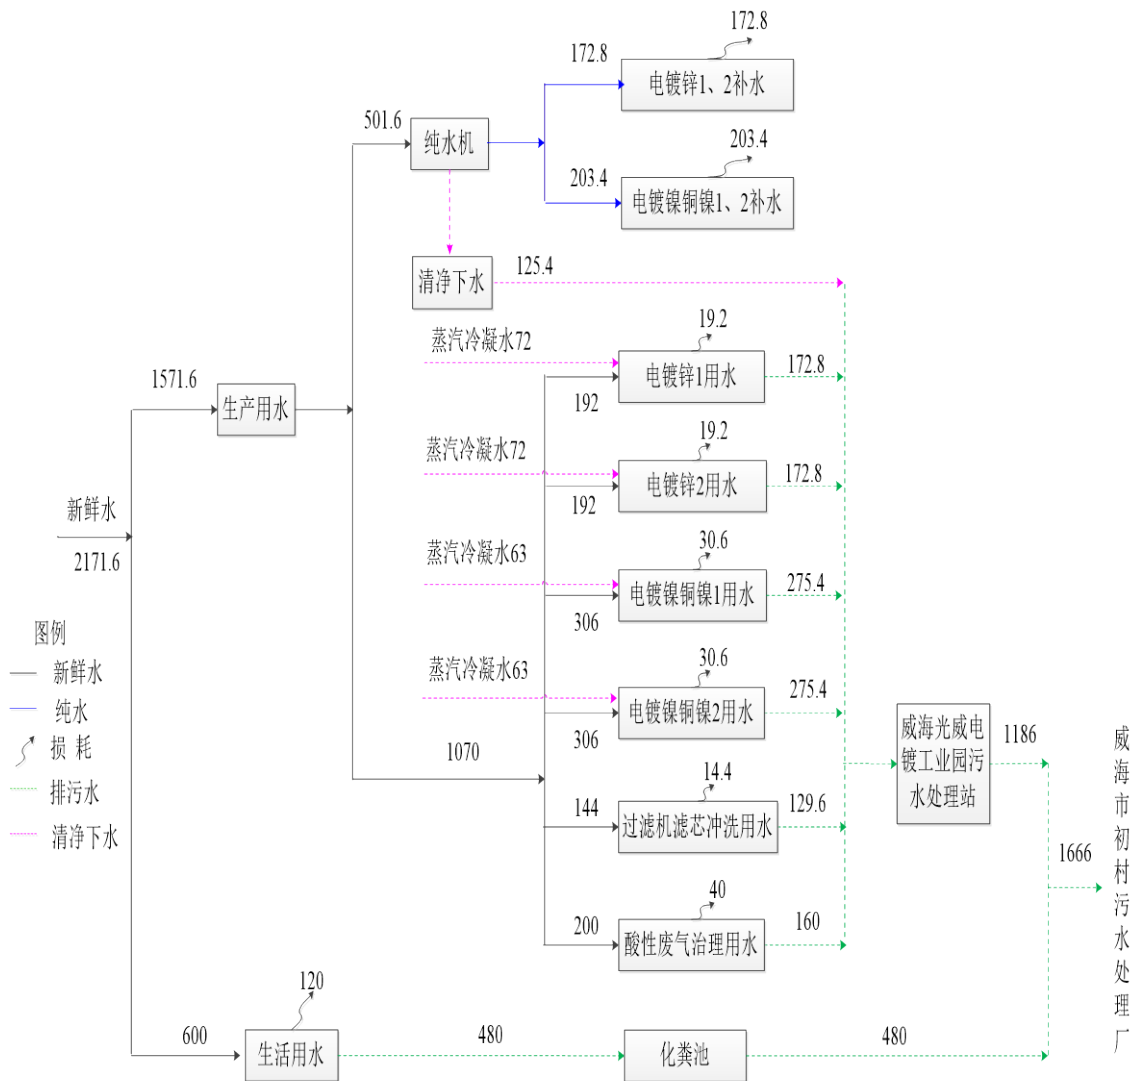 172.8
172.8
电镀锌1、2补水
501.6
纯水机
203.4
203.4
电镀镍铜镍1、2补水
清净下水
125.4
蒸汽冷凝水72
19.2
电镀锌1用水
172.8
192
1571.6
生产用水
蒸汽冷凝水72
19.2
电镀锌2用水
172.8
192
新鲜水
2171.6
蒸汽冷凝水63
30.6
电镀镍铜镍1用水
275.4
306
图例
新鲜水
纯水
损 耗
排污水
清净下水
蒸汽冷凝水63
30.6
电镀镍铜镍2用水
275.4
306
1070
14.4
144
过滤机滤芯冲洗用水
129.6
40
200
酸性废气治理用水
160
威海光威电
镀工业园污
水处理站
1186
1666
威
海
市
初
村
污
水
处
理
厂
120
600
生活用水
480
化粪池
480